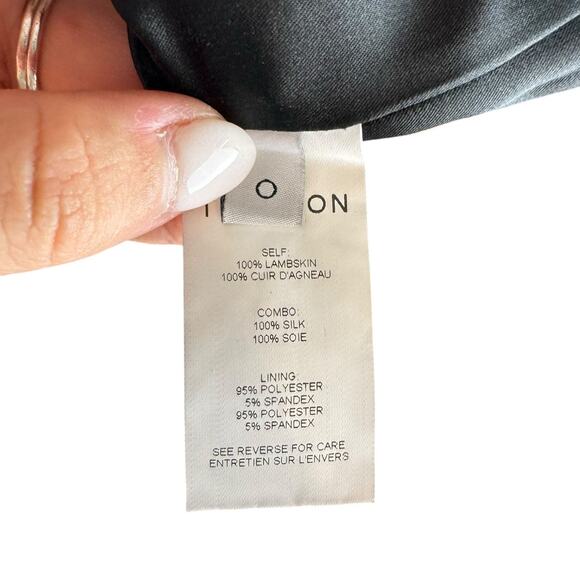 O
ON
SELF:
100% LAMBSKIN
100% CUIR D'AGNEAU
COMBO:
100% SILK
100% SOIE
LINING:
95% POLYESTER
5% SPANDEX
95% POLYESTER
5% SPANDEX
SEE REVERSE FOR CARE
ENTRETIEN SUR L'ENVERS